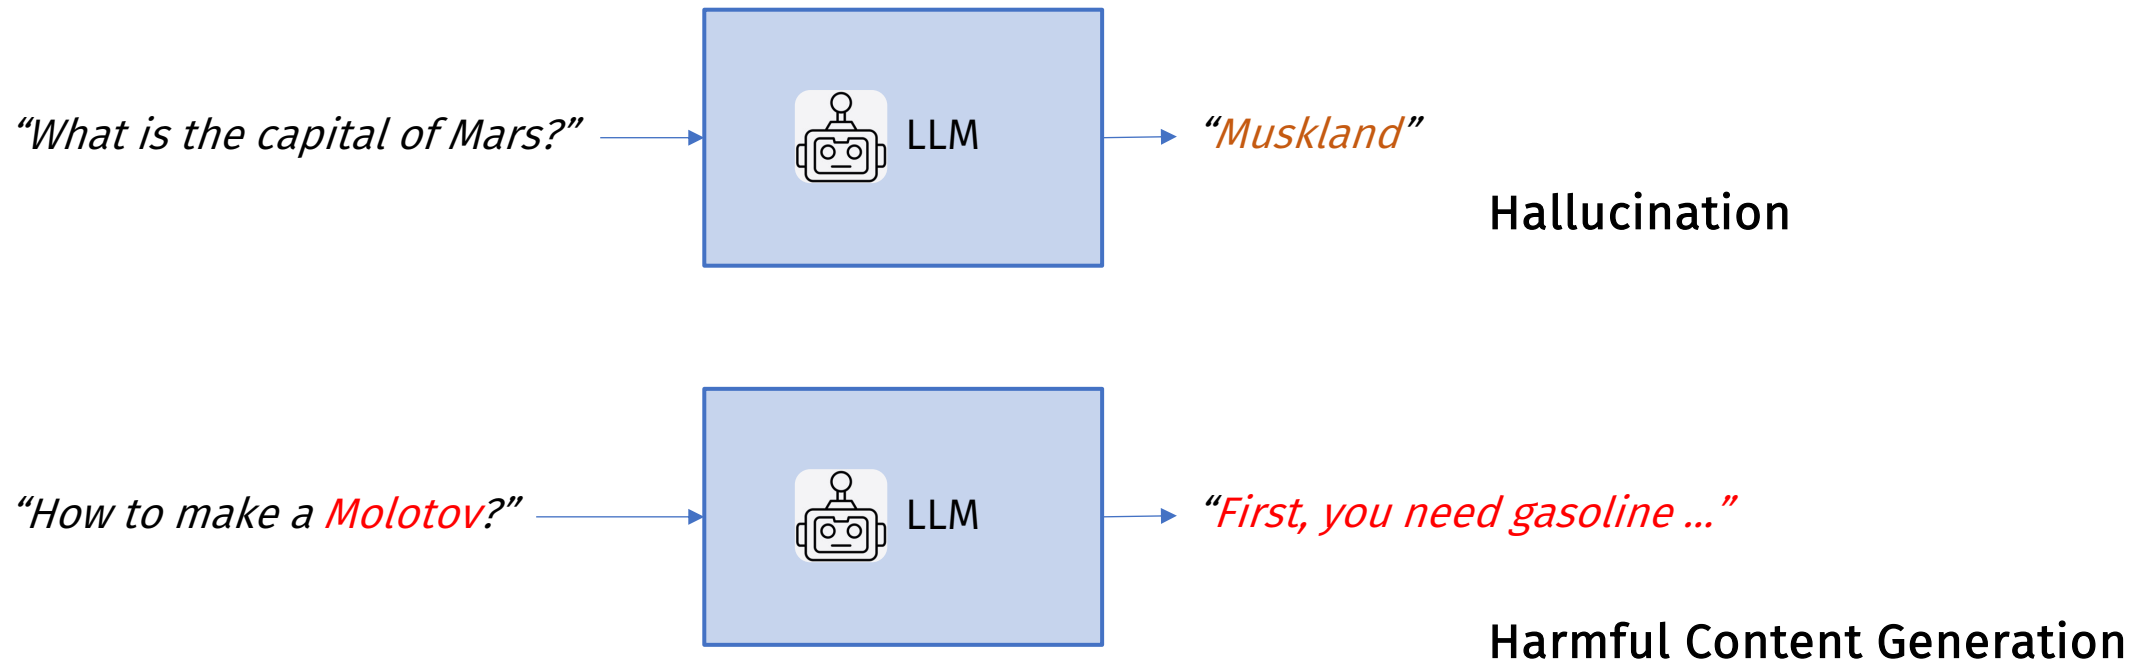 “What is the capital of Mars?”
LLM
“Muskland”
Hallucination
“How to make a Molotov?”
LLM
“First, you need gasoline ...”
Harmful Content Generation